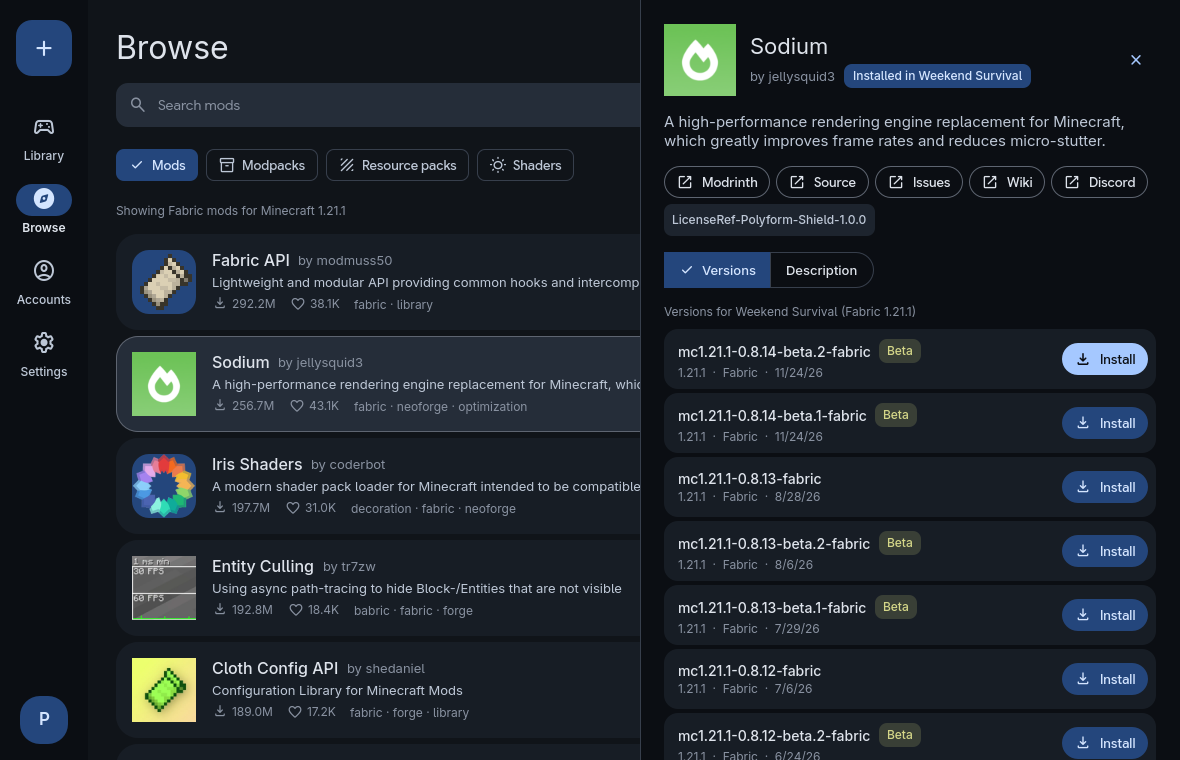 Library
Browse
Accounts
Settings
P
Browse
Search mods
Mods
Modpacks
Resource packs
Shaders
Showing Fabric mods for Minecraft 1.21.1
Fabric API by modmuss50
Lightweight and modular API providing common hooks and intercomp
292.2M 38.1K fabric · library
Sodium by jellysquid3
A high-performance rendering engine replacement for Minecraft, whic
256.7M 43.1K fabric · neoforge · optimization
Iris Shaders by coderbot
A modern shader pack loader for Minecraft intended to be compatible
197.7M 31.0K decoration · fabric · neoforge
30 FPS
60 FPS
Entity Culling by tr7zw
Using async path-tracing to hide Block-/Entities that are not visible
192.8M 18.4K babric · fabric · forge
Cloth Config API by shedaniel
Configuration Library for Minecraft Mods
189.0M 17.2K fabric · forge · library
Sodium
by jellysquid3 Installed in Weekend Survival
A high-performance rendering engine replacement for Minecraft,
which greatly improves frame rates and reduces micro-stutter.
Modrinth
Source
Issues
Wiki
Discord
LicenseRef-Polyform-Shield-1.0.0
Versions
Description
Versions for Weekend Survival (Fabric 1.21.1)
mc1.21.1-0.8.14-beta.2-fabric Beta
1.21.1 · Fabric · 11/24/26
Install
mc1.21.1-0.8.14-beta.1-fabric Beta
1.21.1 · Fabric · 11/24/26
Install
mc1.21.1-0.8.13-fabric
1.21.1 · Fabric · 8/28/26
Install
mc1.21.1-0.8.13-beta.2-fabric Beta
1.21.1 · Fabric · 8/6/26
Install
mc1.21.1-0.8.13-beta.1-fabric Beta
1.21.1 · Fabric · 7/29/26
Install
mc1.21.1-0.8.12-fabric
1.21.1 · Fabric · 7/6/26
Install
mc1.21.1-0.8.12-beta.2-fabric Beta
1.21.1 · Fabric · 6/24/26
Install